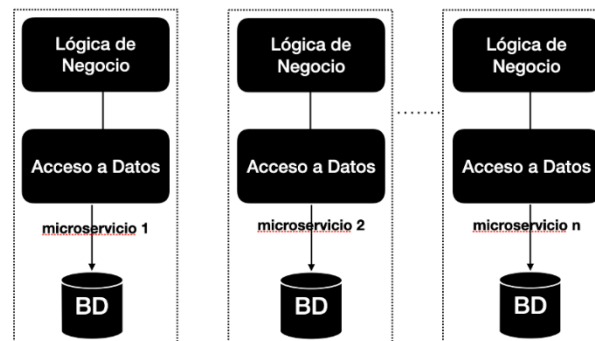 Lógica de
Negocio
Acceso a Datos
microservicio 1
BD
Lógica de
Negocio
Acceso a Datos
microservicio 2
BD
Lógica de
Negocio
Acceso a Datos
microservicio n
BD